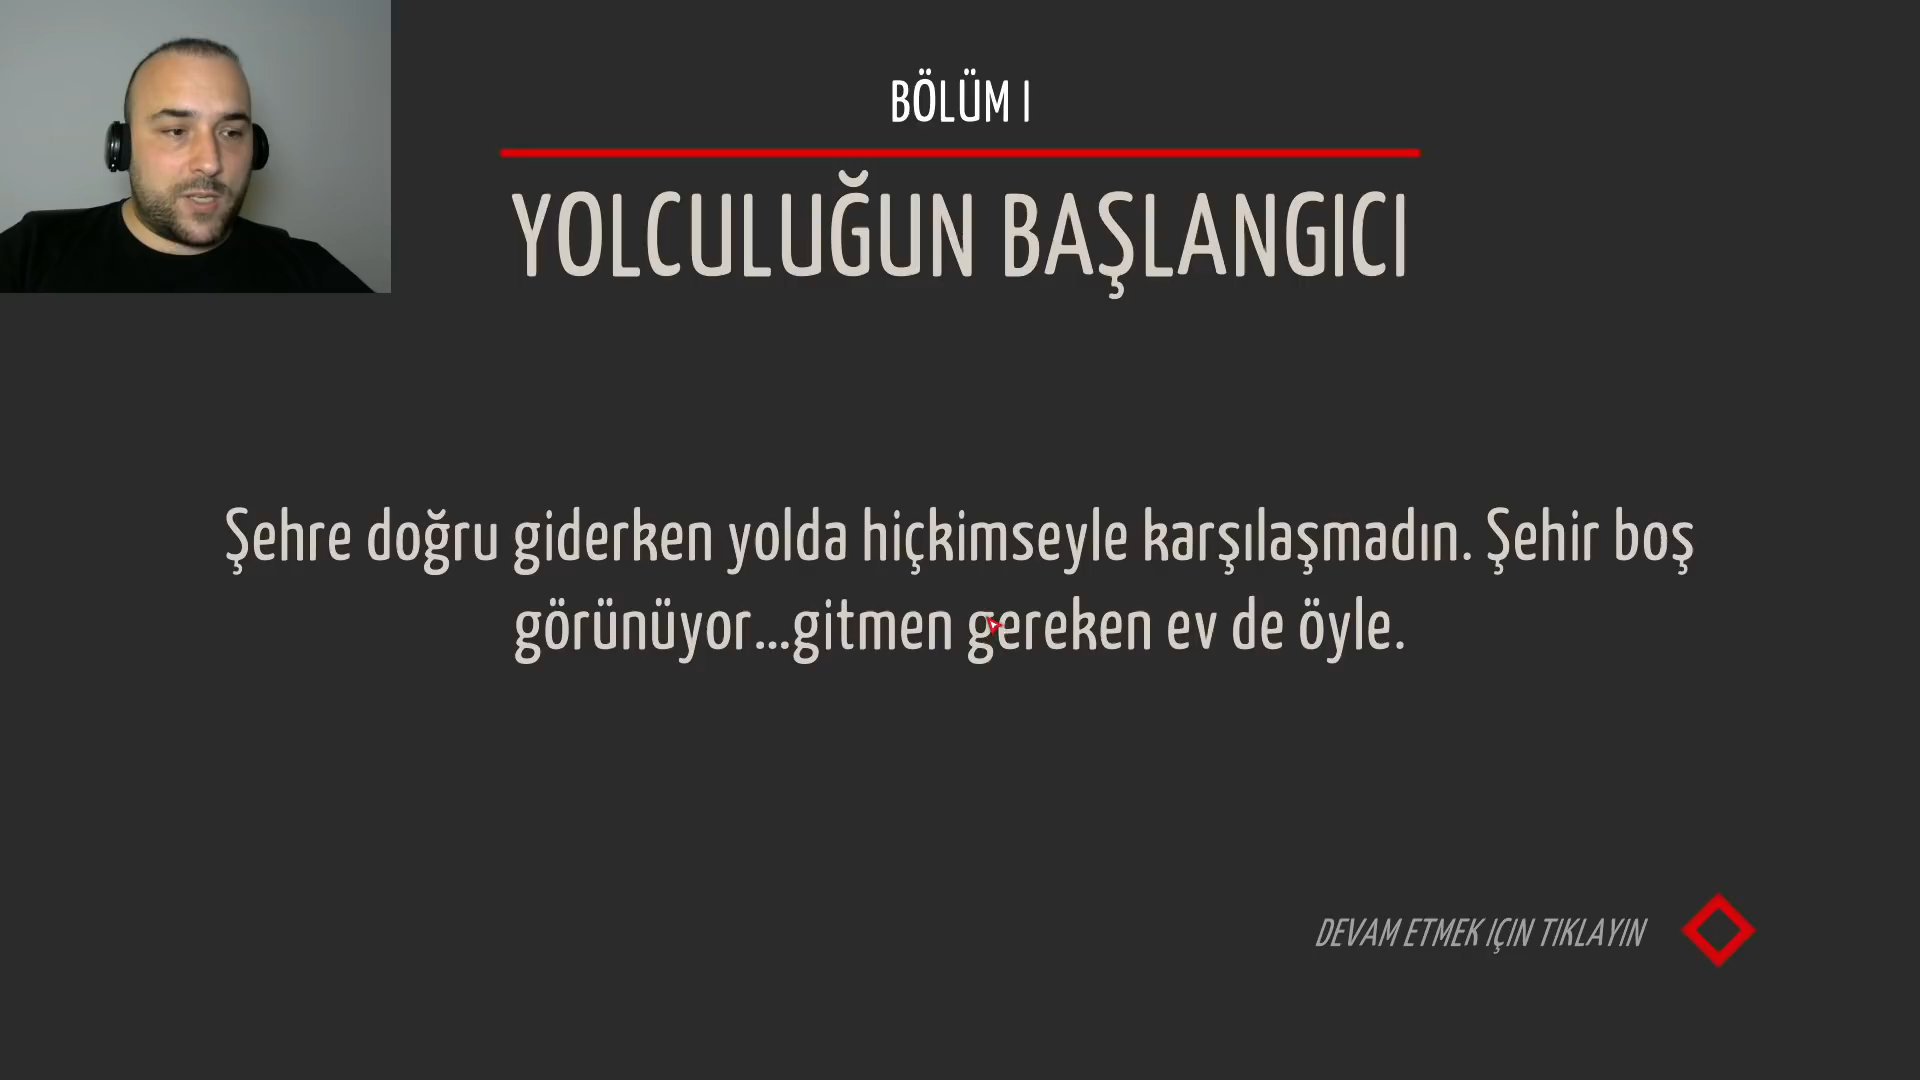 BÖLÜM I
YOLCULUĞUN BAŞLANGICI
Şehre doğru giderken yolda hiçkimseyle karşılaşmadın. Şehir boş
görünüyor...gitmen gereken ev de öyle.
DEVAM ETMEK IÇIN TIKLAYIN